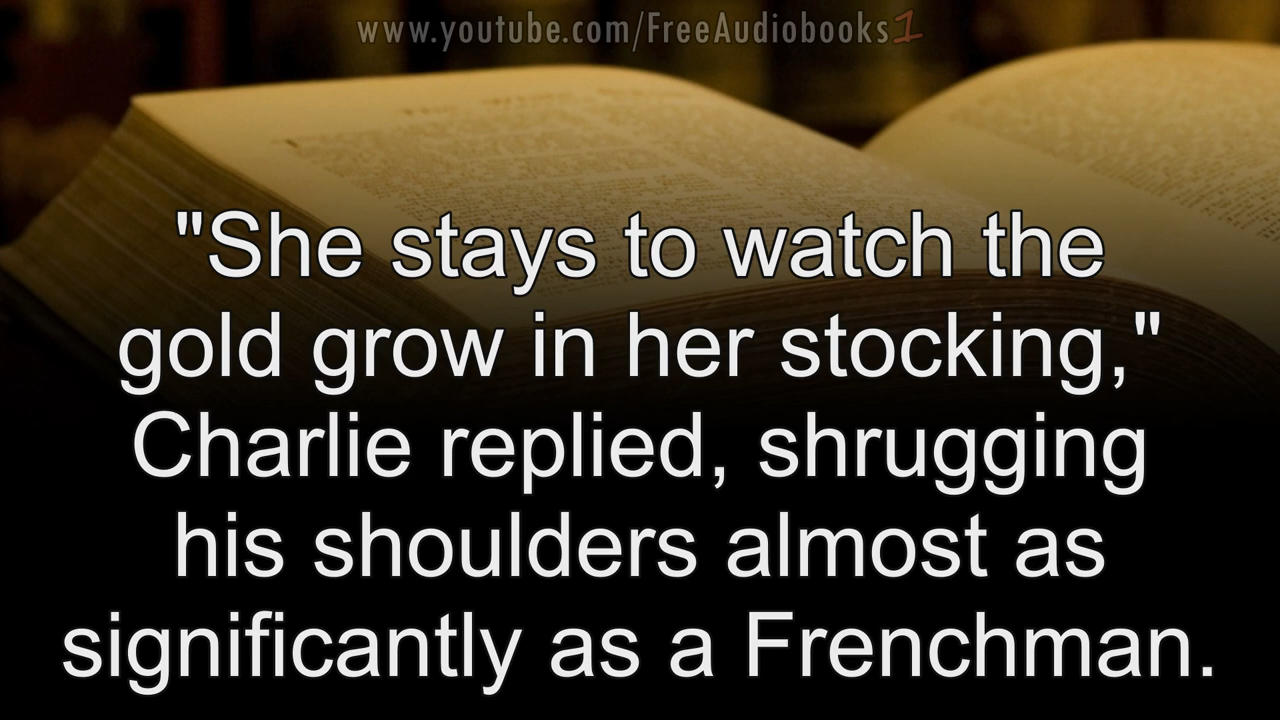 www.youtube.com/FreeAudiobooks1
"She stays to watch the
gold grow in her stocking,"
Charlie replied, shrugging
his shoulders almost as
significantly as a Frenchman.